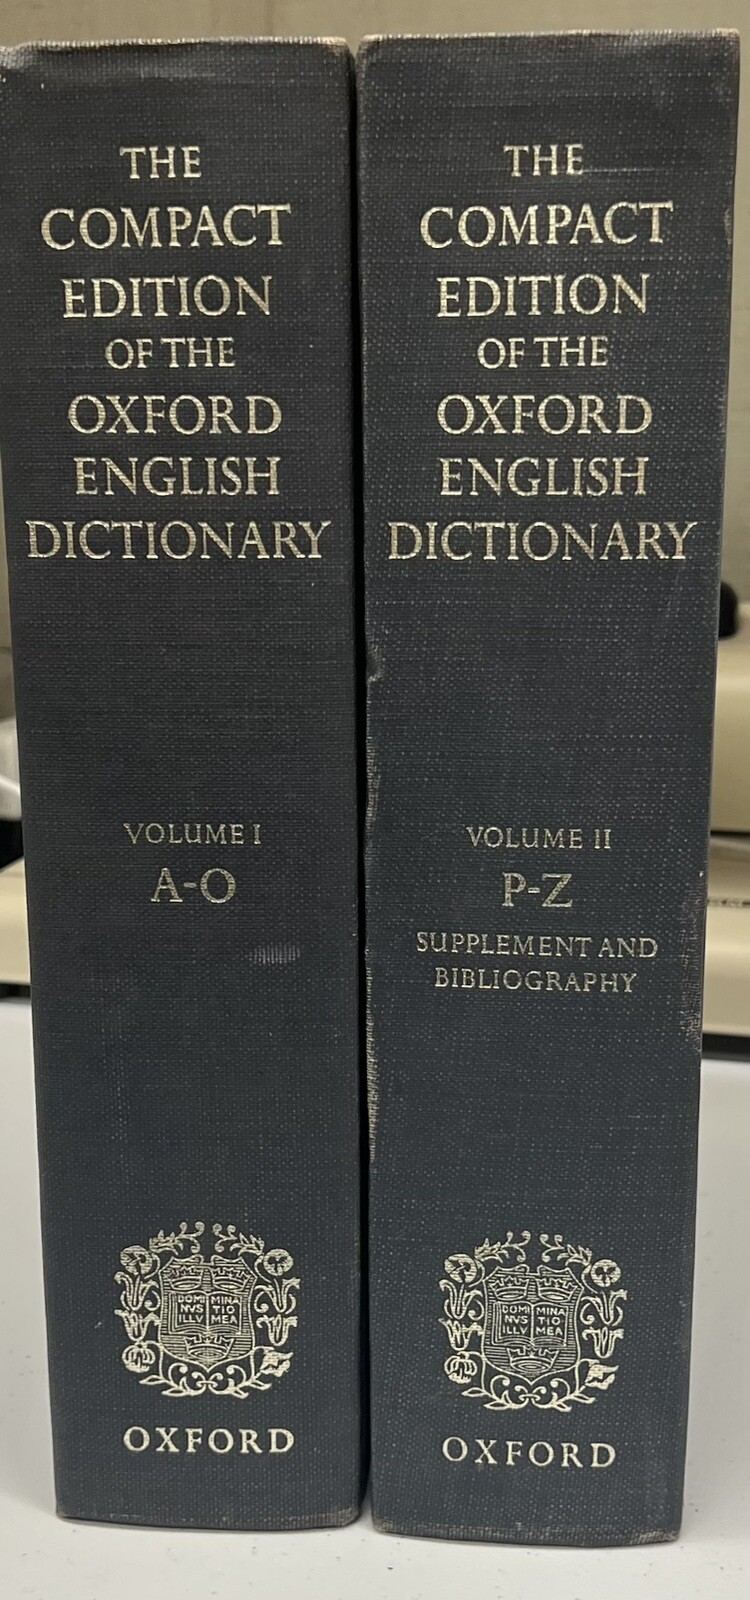 THE
COMPACT
EDITION
OF THE
OXFORD
ENGLISH
DICTIONARY
VOLUME I
A-O
DOMI MINA
NVS TIO
ILLV MEA
OXFORD
THE
COMPACT
EDITION
OF THE
OXFORD
ENGLISH
DICTIONARY
VOLUME II
P-Z
SUPPLEMENT AND
BIBLIOGRAPHY
DOMI MINA
NVS TIO
ILLV MEA
OXFORD